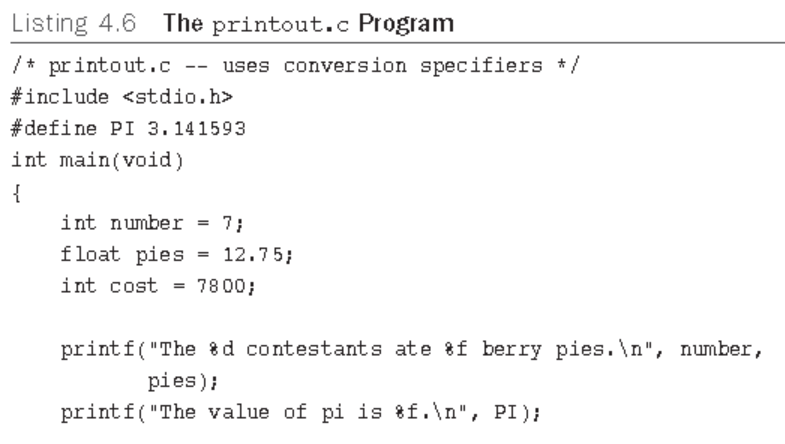 Listing 4.6 The printout.c Program
/* printout.c -- uses conversion specifiers */
#include <stdio.h>
#define PI 3.141593
int main(void)
{
    int number = 7;
    float pies = 12.75;
    int cost = 7800;

    printf("The %d contestants ate %f berry pies.\n", number,
           pies);
    printf("The value of pi is %f.\n", PI);